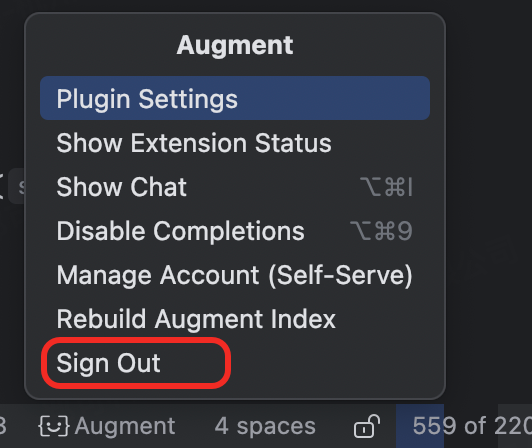 Augment
Plugin Settings
Show Extension Status
Show Chat ⌥⌘I
Disable Completions ⌥⌘9
Manage Account (Self-Serve)
Rebuild Augment Index
Sign Out
Augment 4 spaces 559 of 220